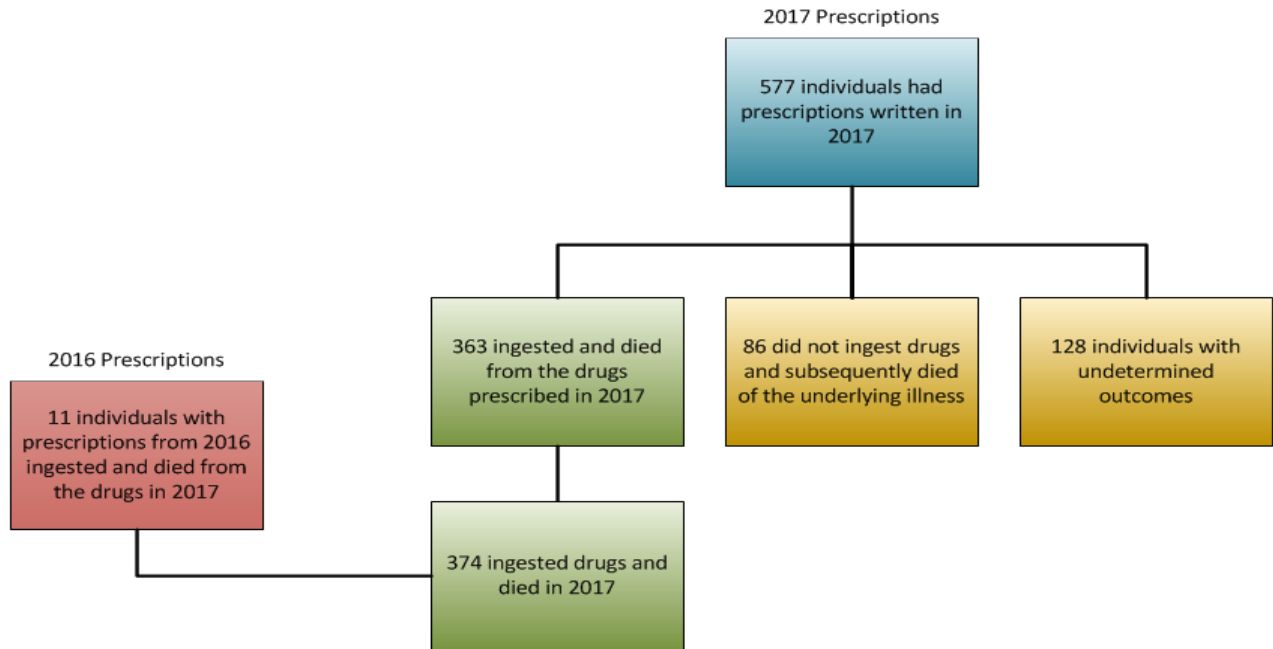 2017 Prescriptions
577 individuals had
prescriptions written in
2017
363 ingested and died
from the drugs
prescribed in 2017
86 did not ingest drugs
and subsequently died
of the underlying illness
128 individuals with
undetermined
outcomes
2016 Prescriptions
11 individuals with
prescriptions from 2016
ingested and died from
the drugs in 2017
374 ingested drugs and
died in 2017